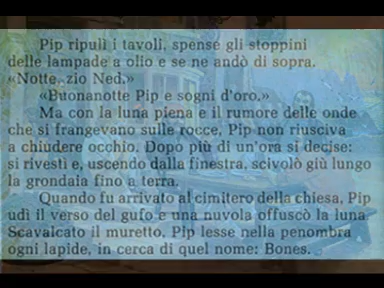 Pip ripulì i tavoli, spense gli stoppini
delle lampade a olio e se ne andò di sopra.
«Notte, zio Ned.»
«Buonanotte Pip e sogni d'oro.»
Ma con la luna piena e il rumore delle onde
che si frangevano sulle rocce, Pip non riusciva
a chiudere occhio. Dopo più di un'ora si decise:
si rivestì e, uscendo dalla finestra, scivolò giù lungo
la grondaia fino a terra.
Quando fu arrivato al cimitero della chiesa, Pip
udì il verso del gufo e una nuvola offuscò la luna.
Scavalcato il muretto, Pip lesse nella penombra
ogni lapide, in cerca di quel nome: Bones.